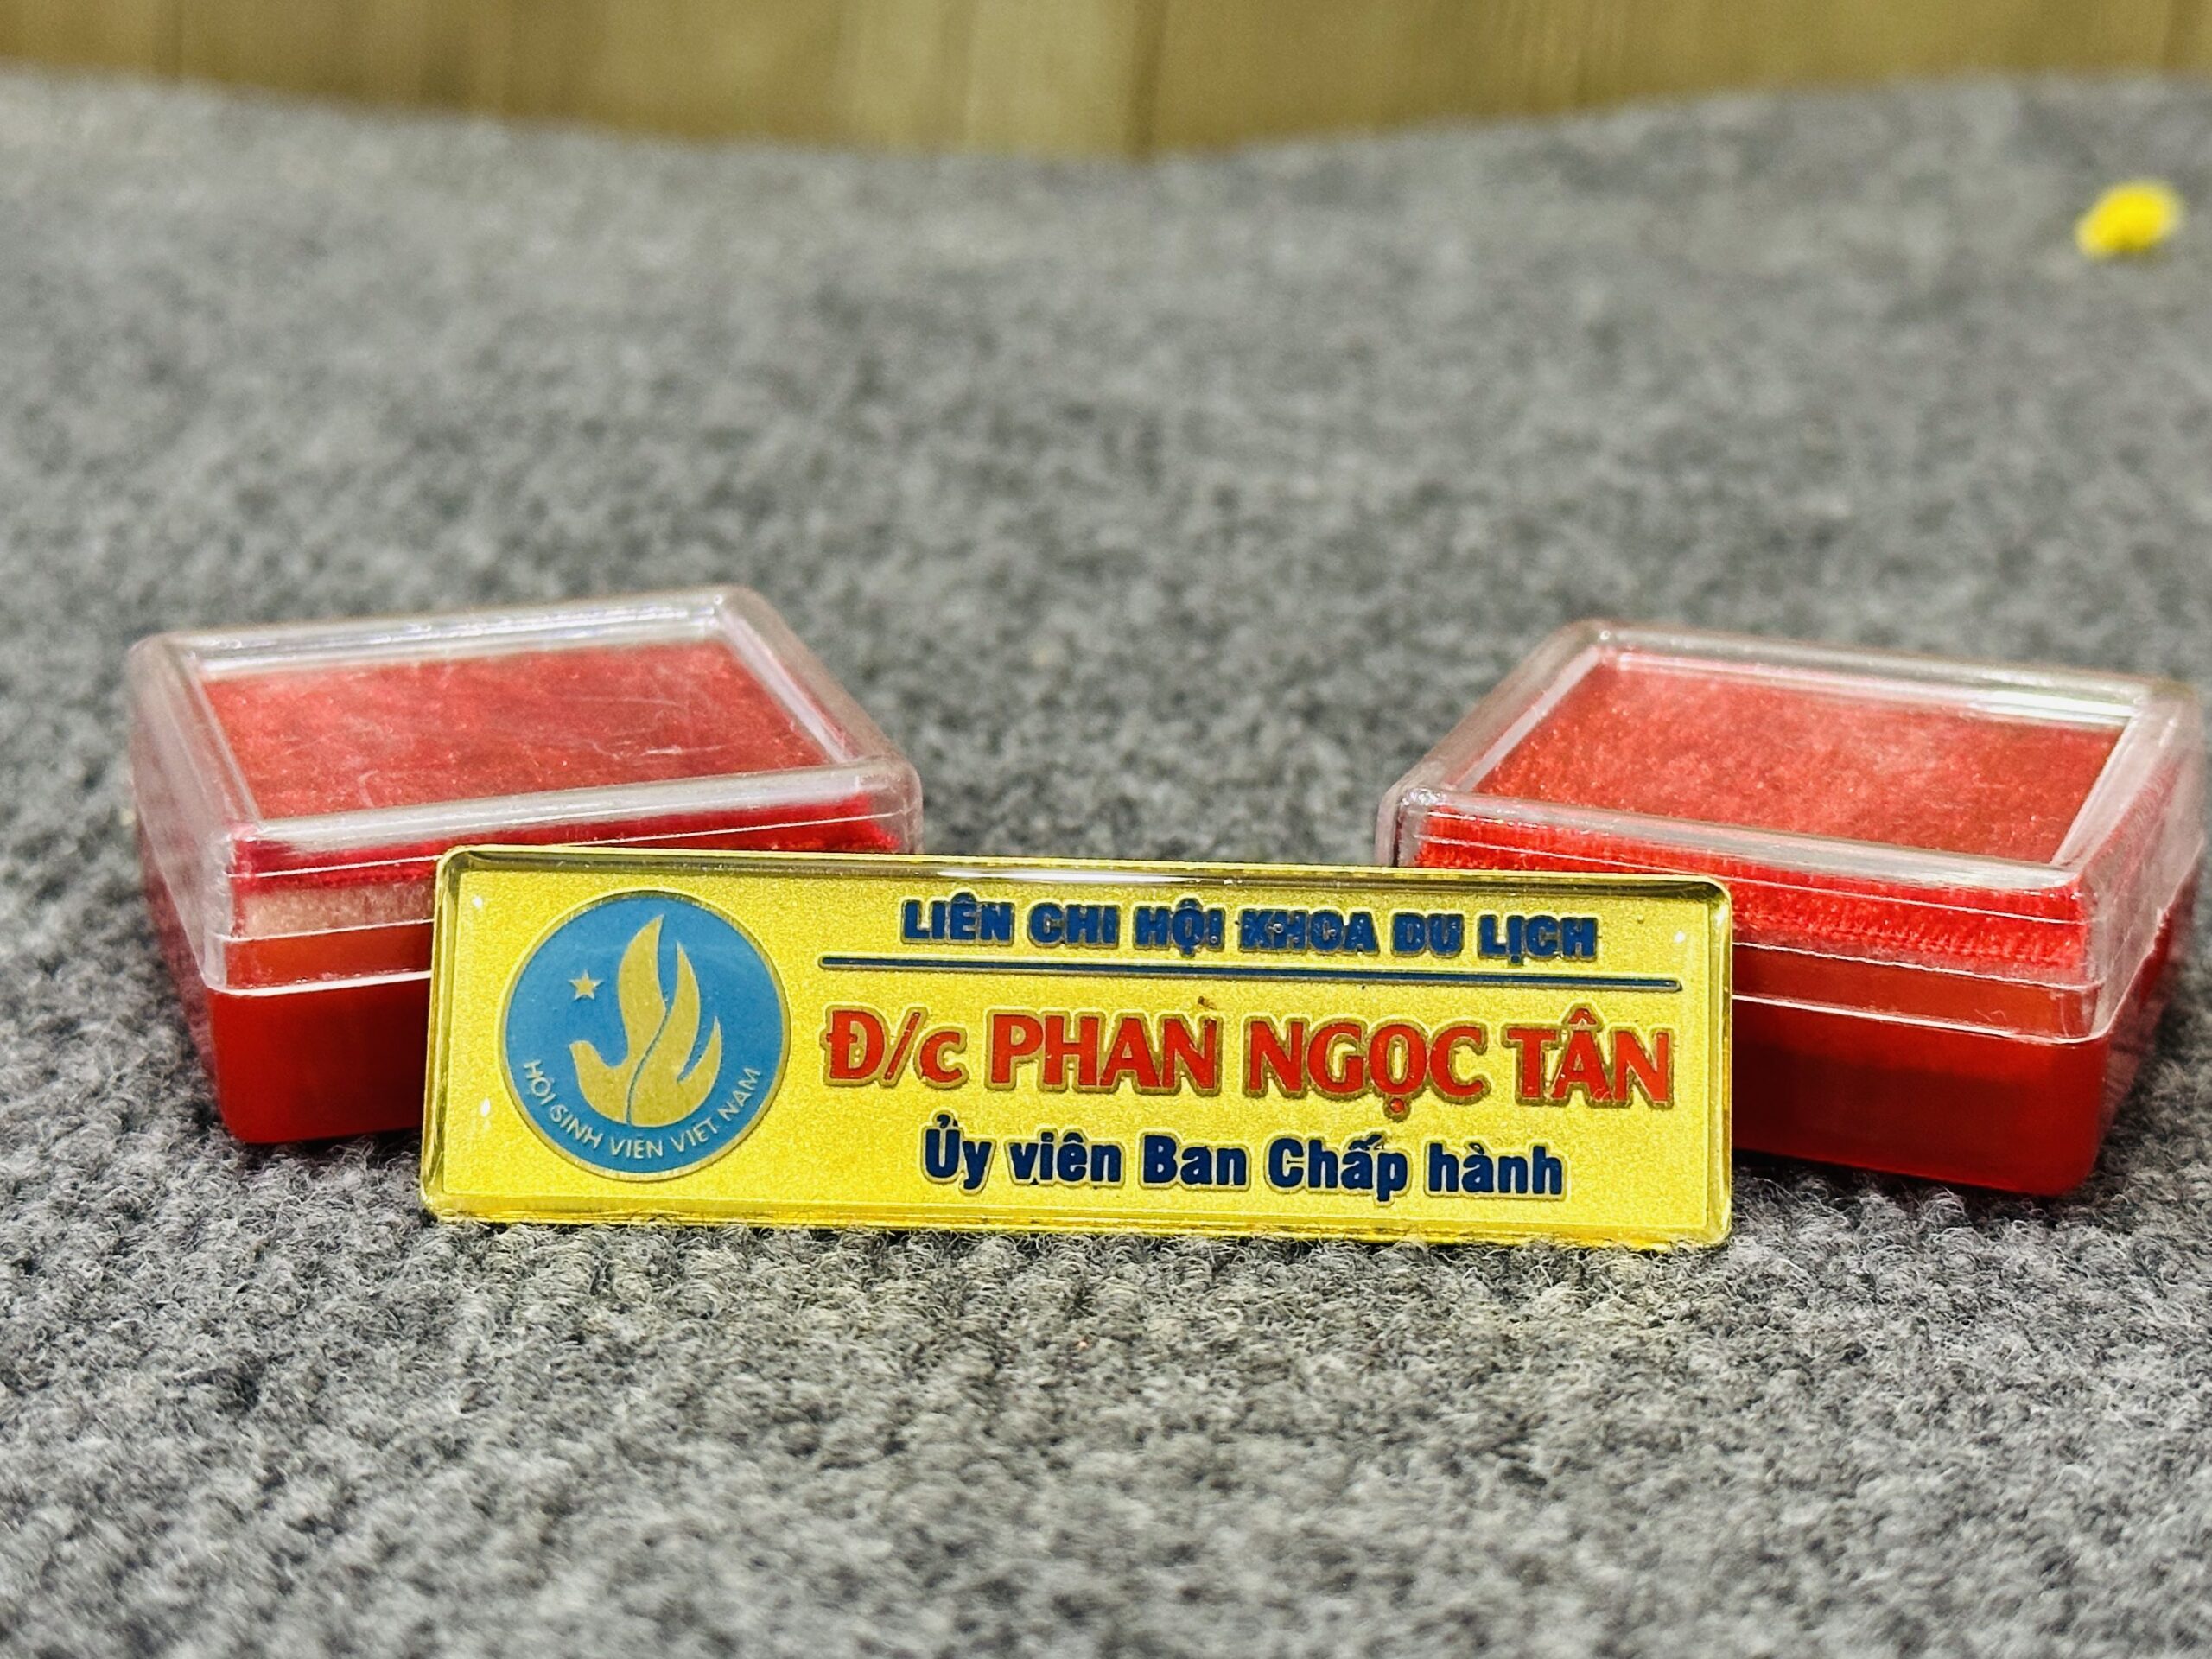 LIÊN CHI HỘI KHOA DU LỊCH
Đ/c PHAN NGỌC TÂN
Ủy viên Ban Chấp hành
HỘI SINH VIÊN VIỆT NAM